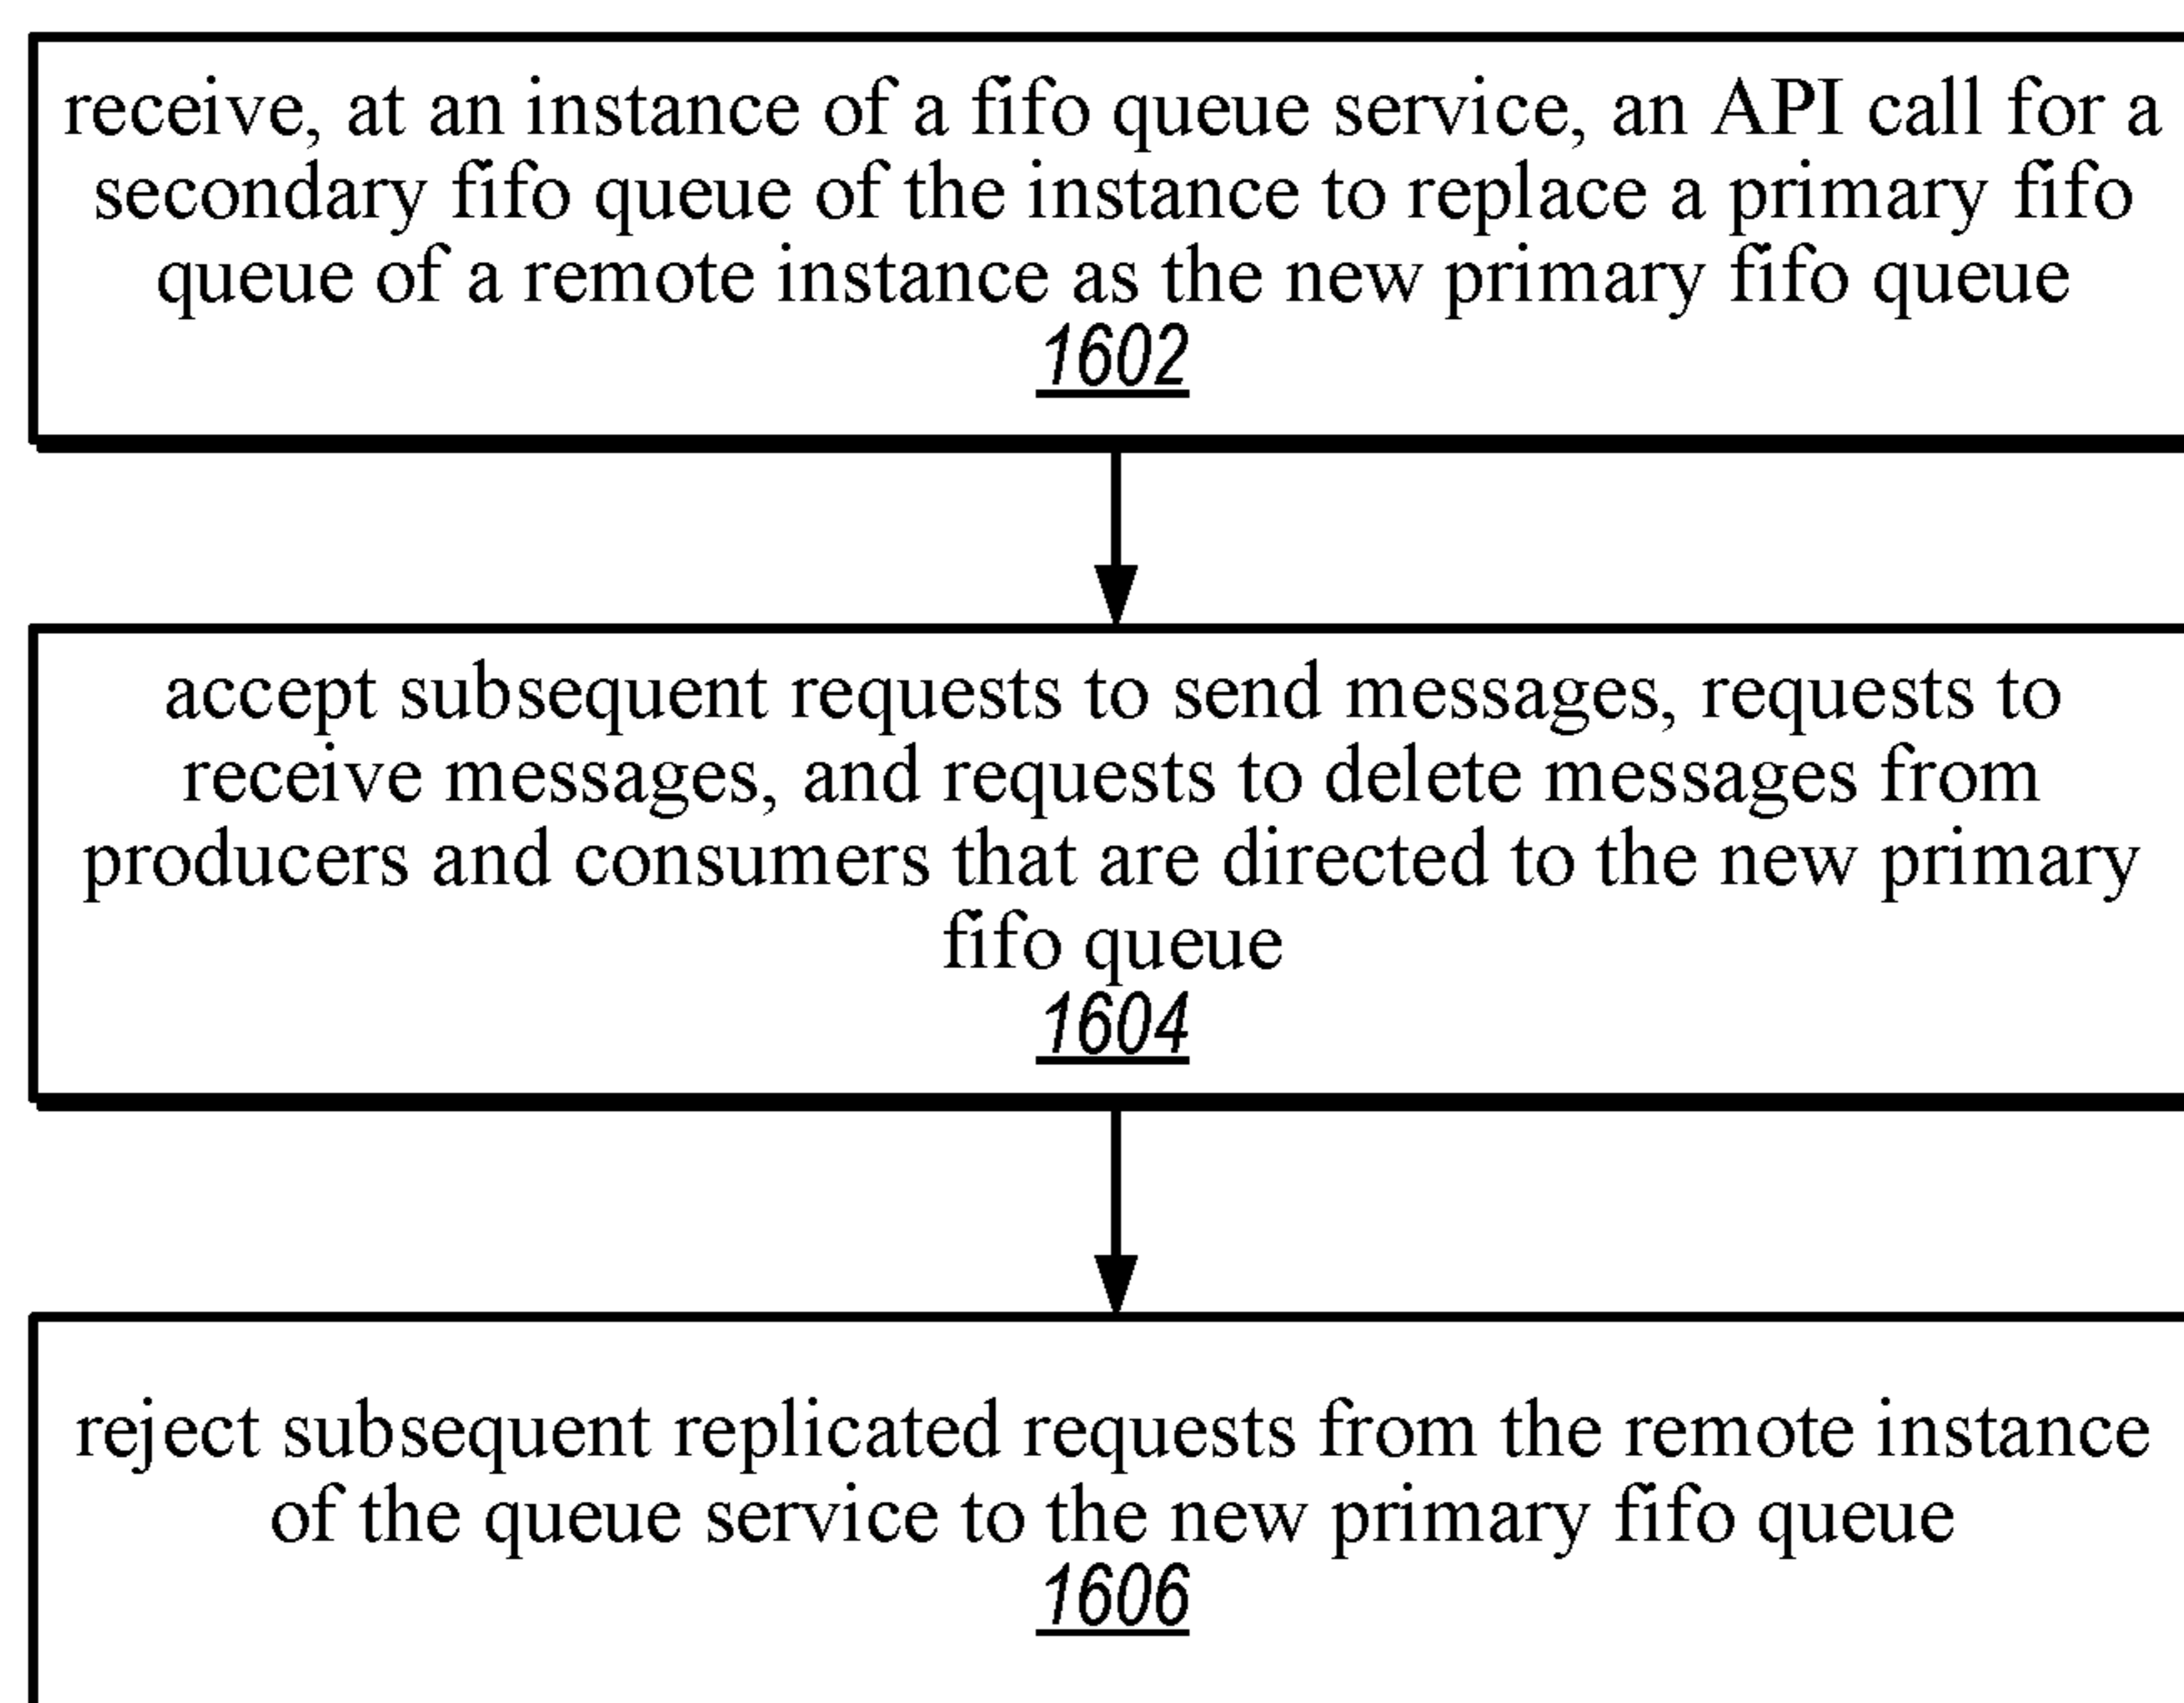 receive, at an instance of a fifo queue service, an API call for a
secondary fifo queue of the instance to replace a primary fifo
queue of a remote instance as the new primary fifo queue
1602
accept subsequent requests to send messages, requests to
receive messages, and requests to delete messages from
producers and consumers that are directed to the new primary
fifo queue
1604
reject subsequent replicated requests from the remote instance
of the queue service to the new primary fifo queue
1606